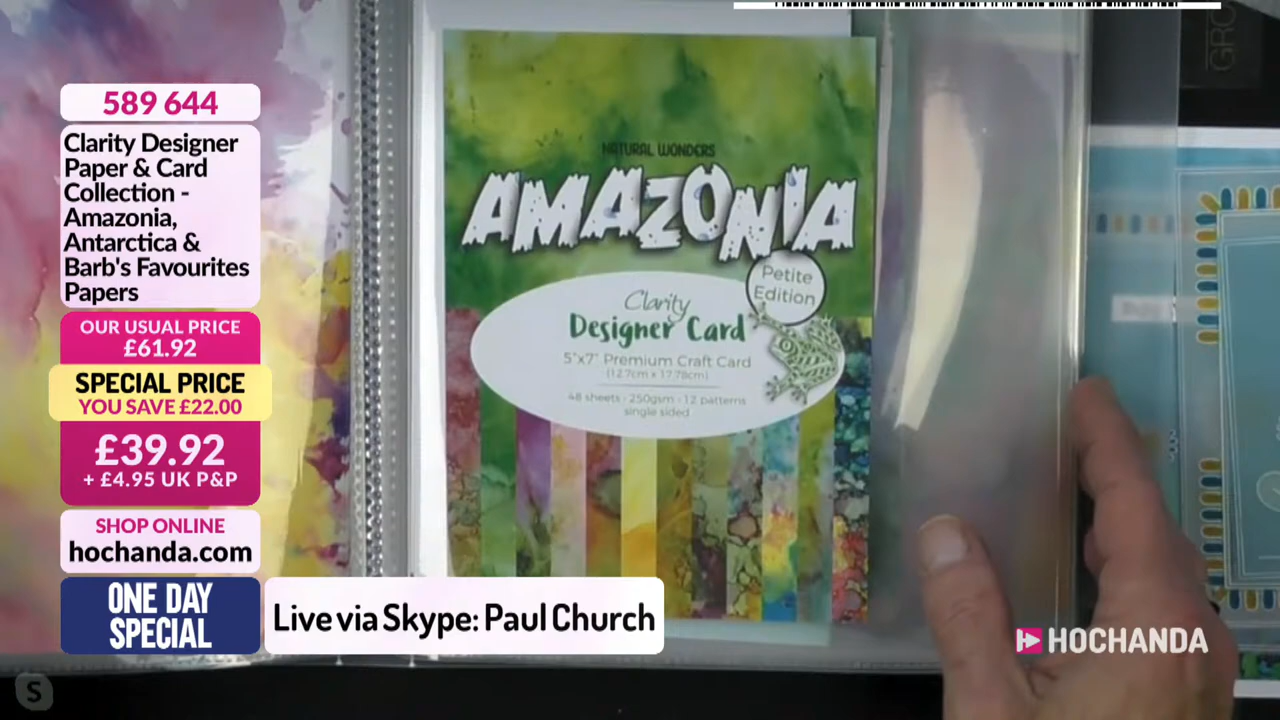 589 644
Clarity Designer
Paper & Card
Collection -
Amazonia,
Antarctica &
Barb's Favourites
Papers
OUR USUAL PRICE
£61.92
SPECIAL PRICE
YOU SAVE £22.00
£39.92
+ £4.95 UK P&P
SHOP ONLINE
hochanda.com
ONE DAY
SPECIAL
Live via Skype: Paul Church
NATURAL WONDERS
AMAZONIA
Petite
Edition
Clarity
Designer Card
5"x7" Premium Craft Card
(12.7cm x 17.78cm)
48 sheets - 250gsm - 12 patterns
single sided
HOCHANDA
S